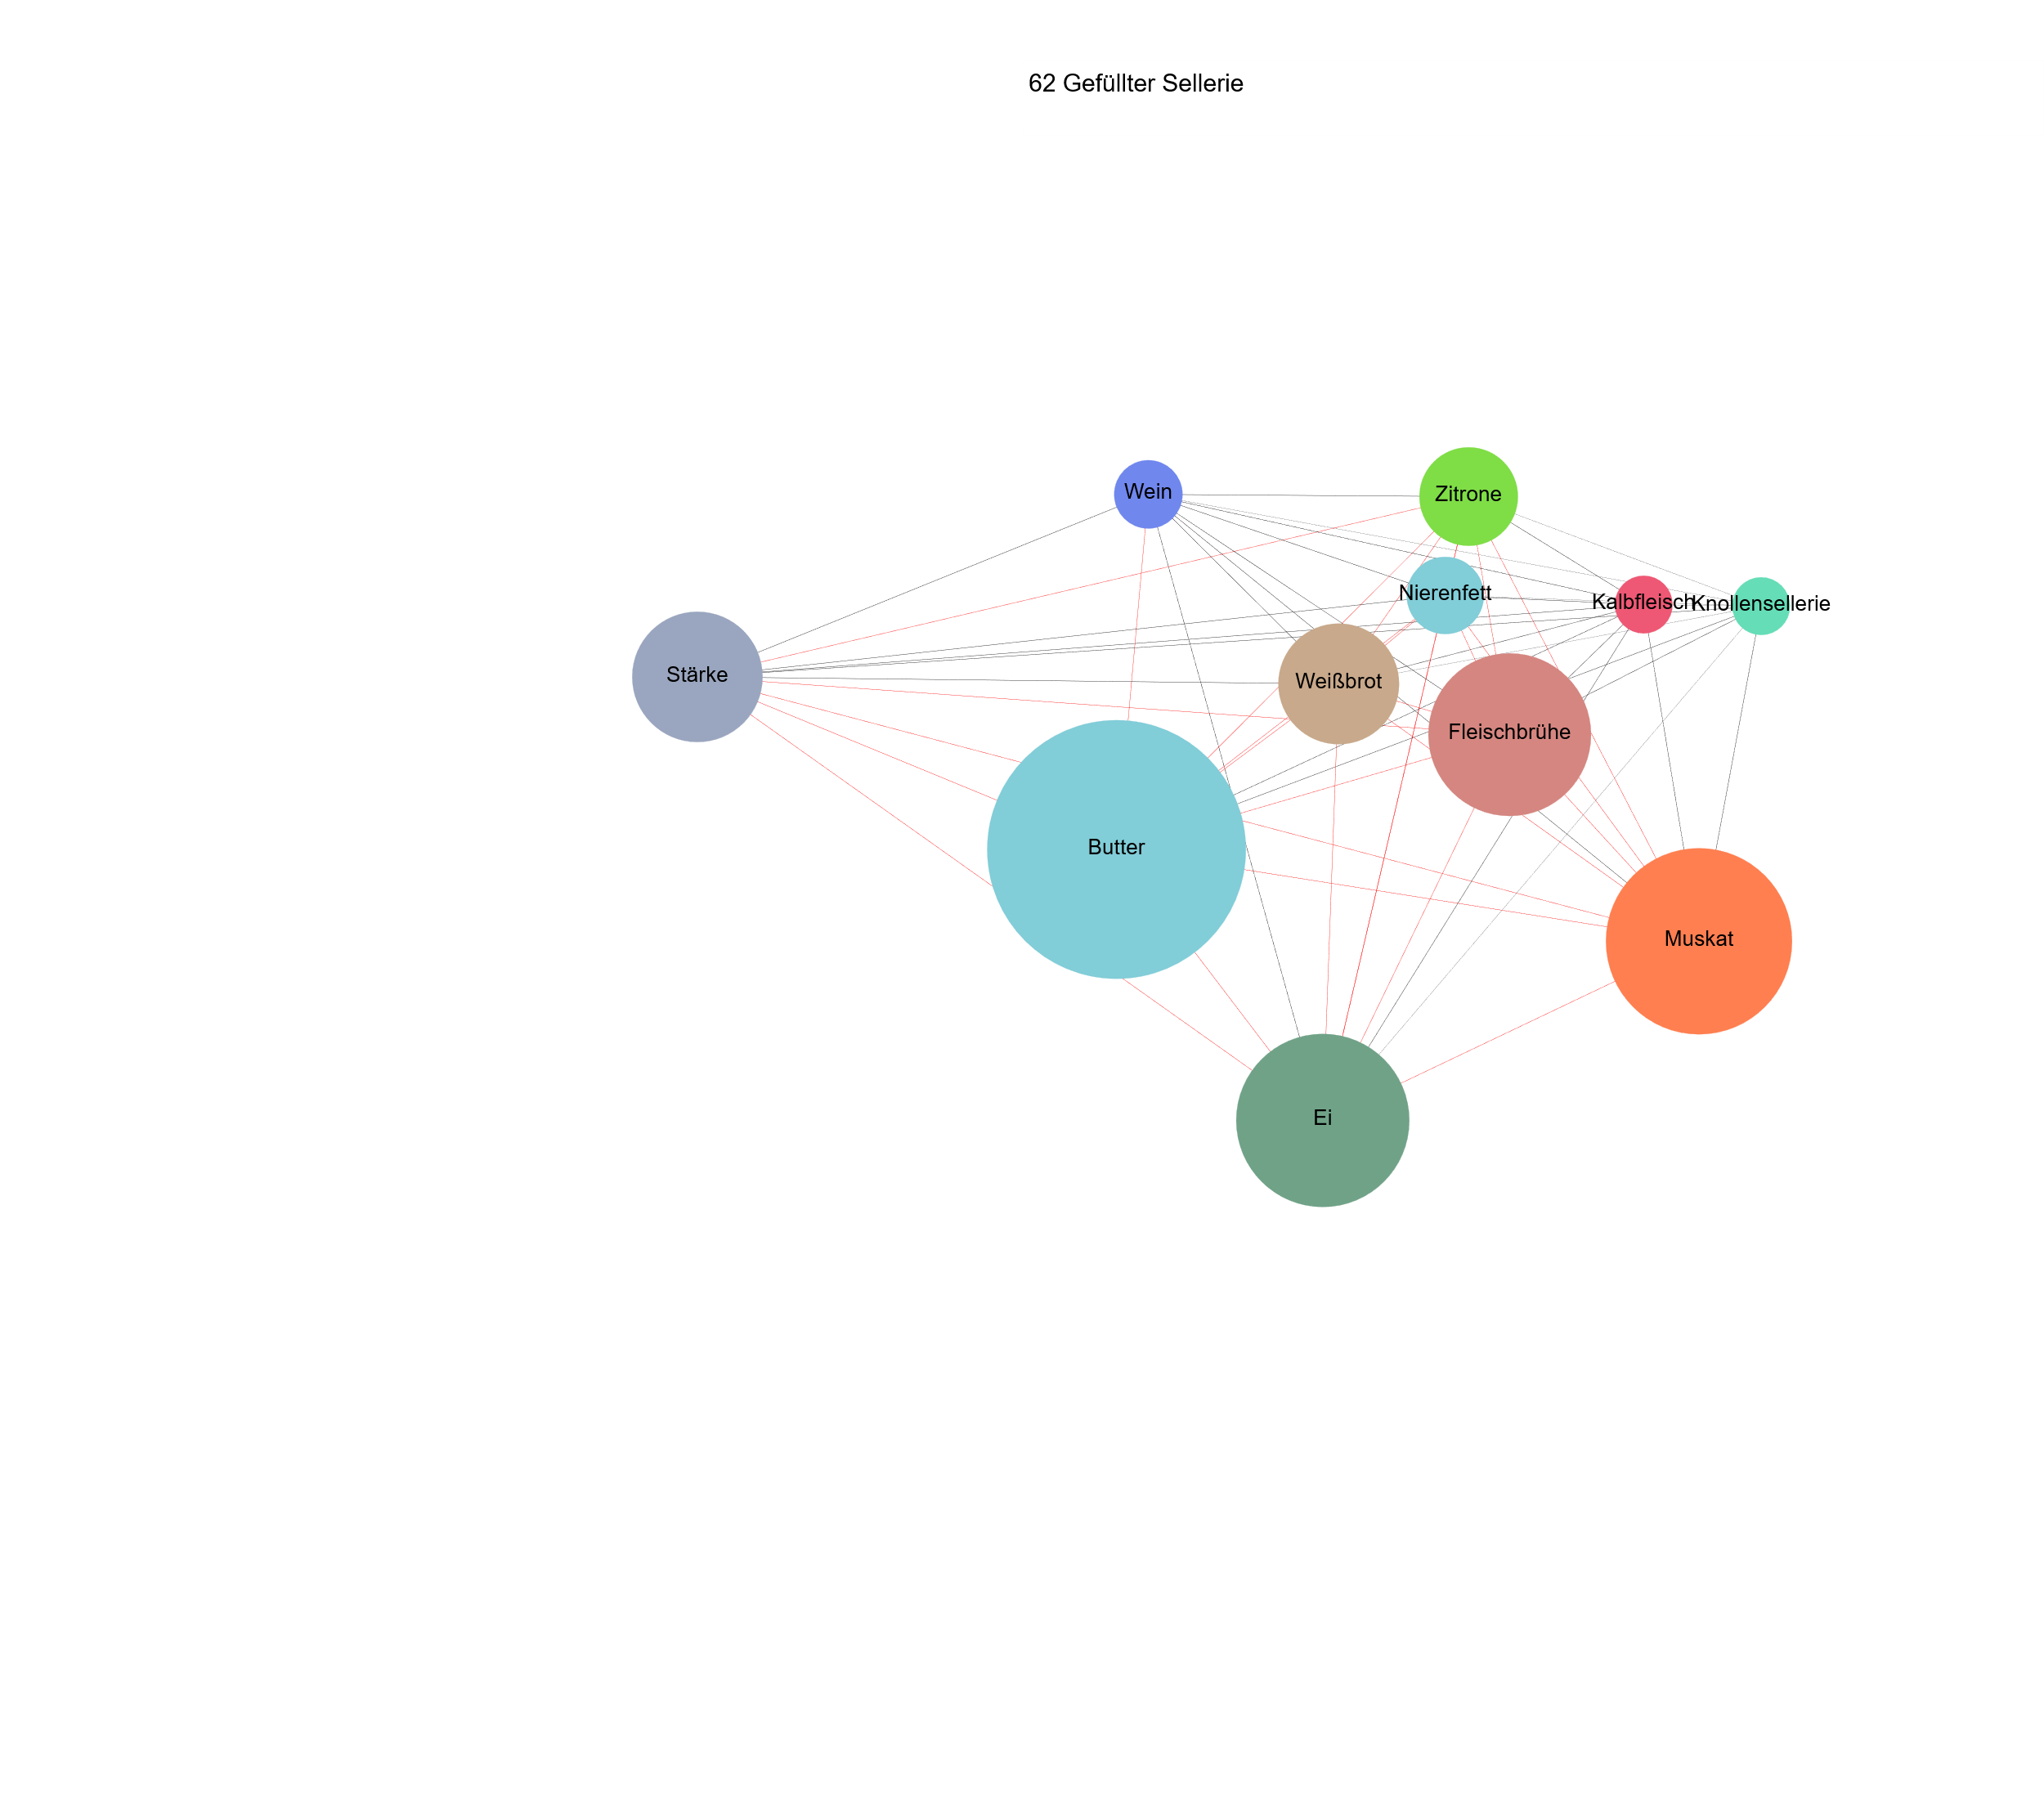 62 Gefüllter Sellerie
Wein
Zitrone
Nierenfett
Kalbfleisch
Knollensellerie
Stärke
Weißbrot
Fleischbrühe
Butter
Muskat
Ei